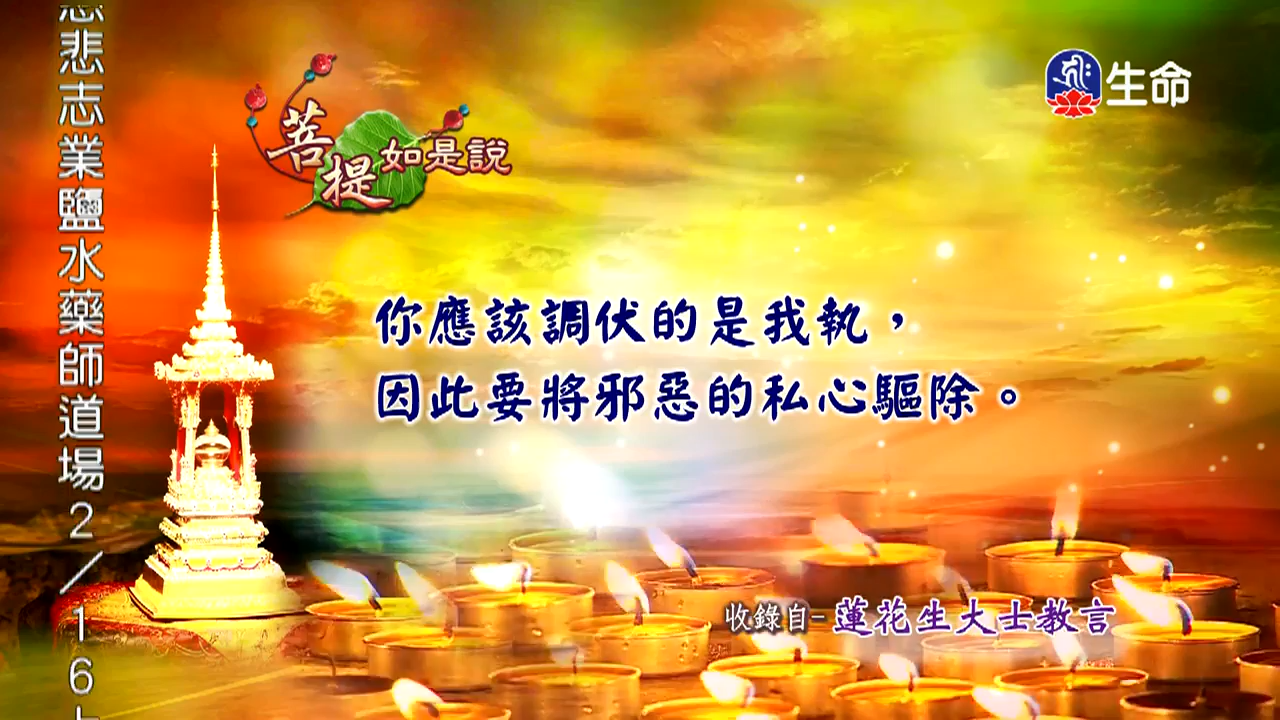 悲志業鹽水藥師道場2/16
菩提如是說
生命
你應該調伏的是我執，
因此要將邪惡的私心驅除。
收錄自-蓮花生大士教言